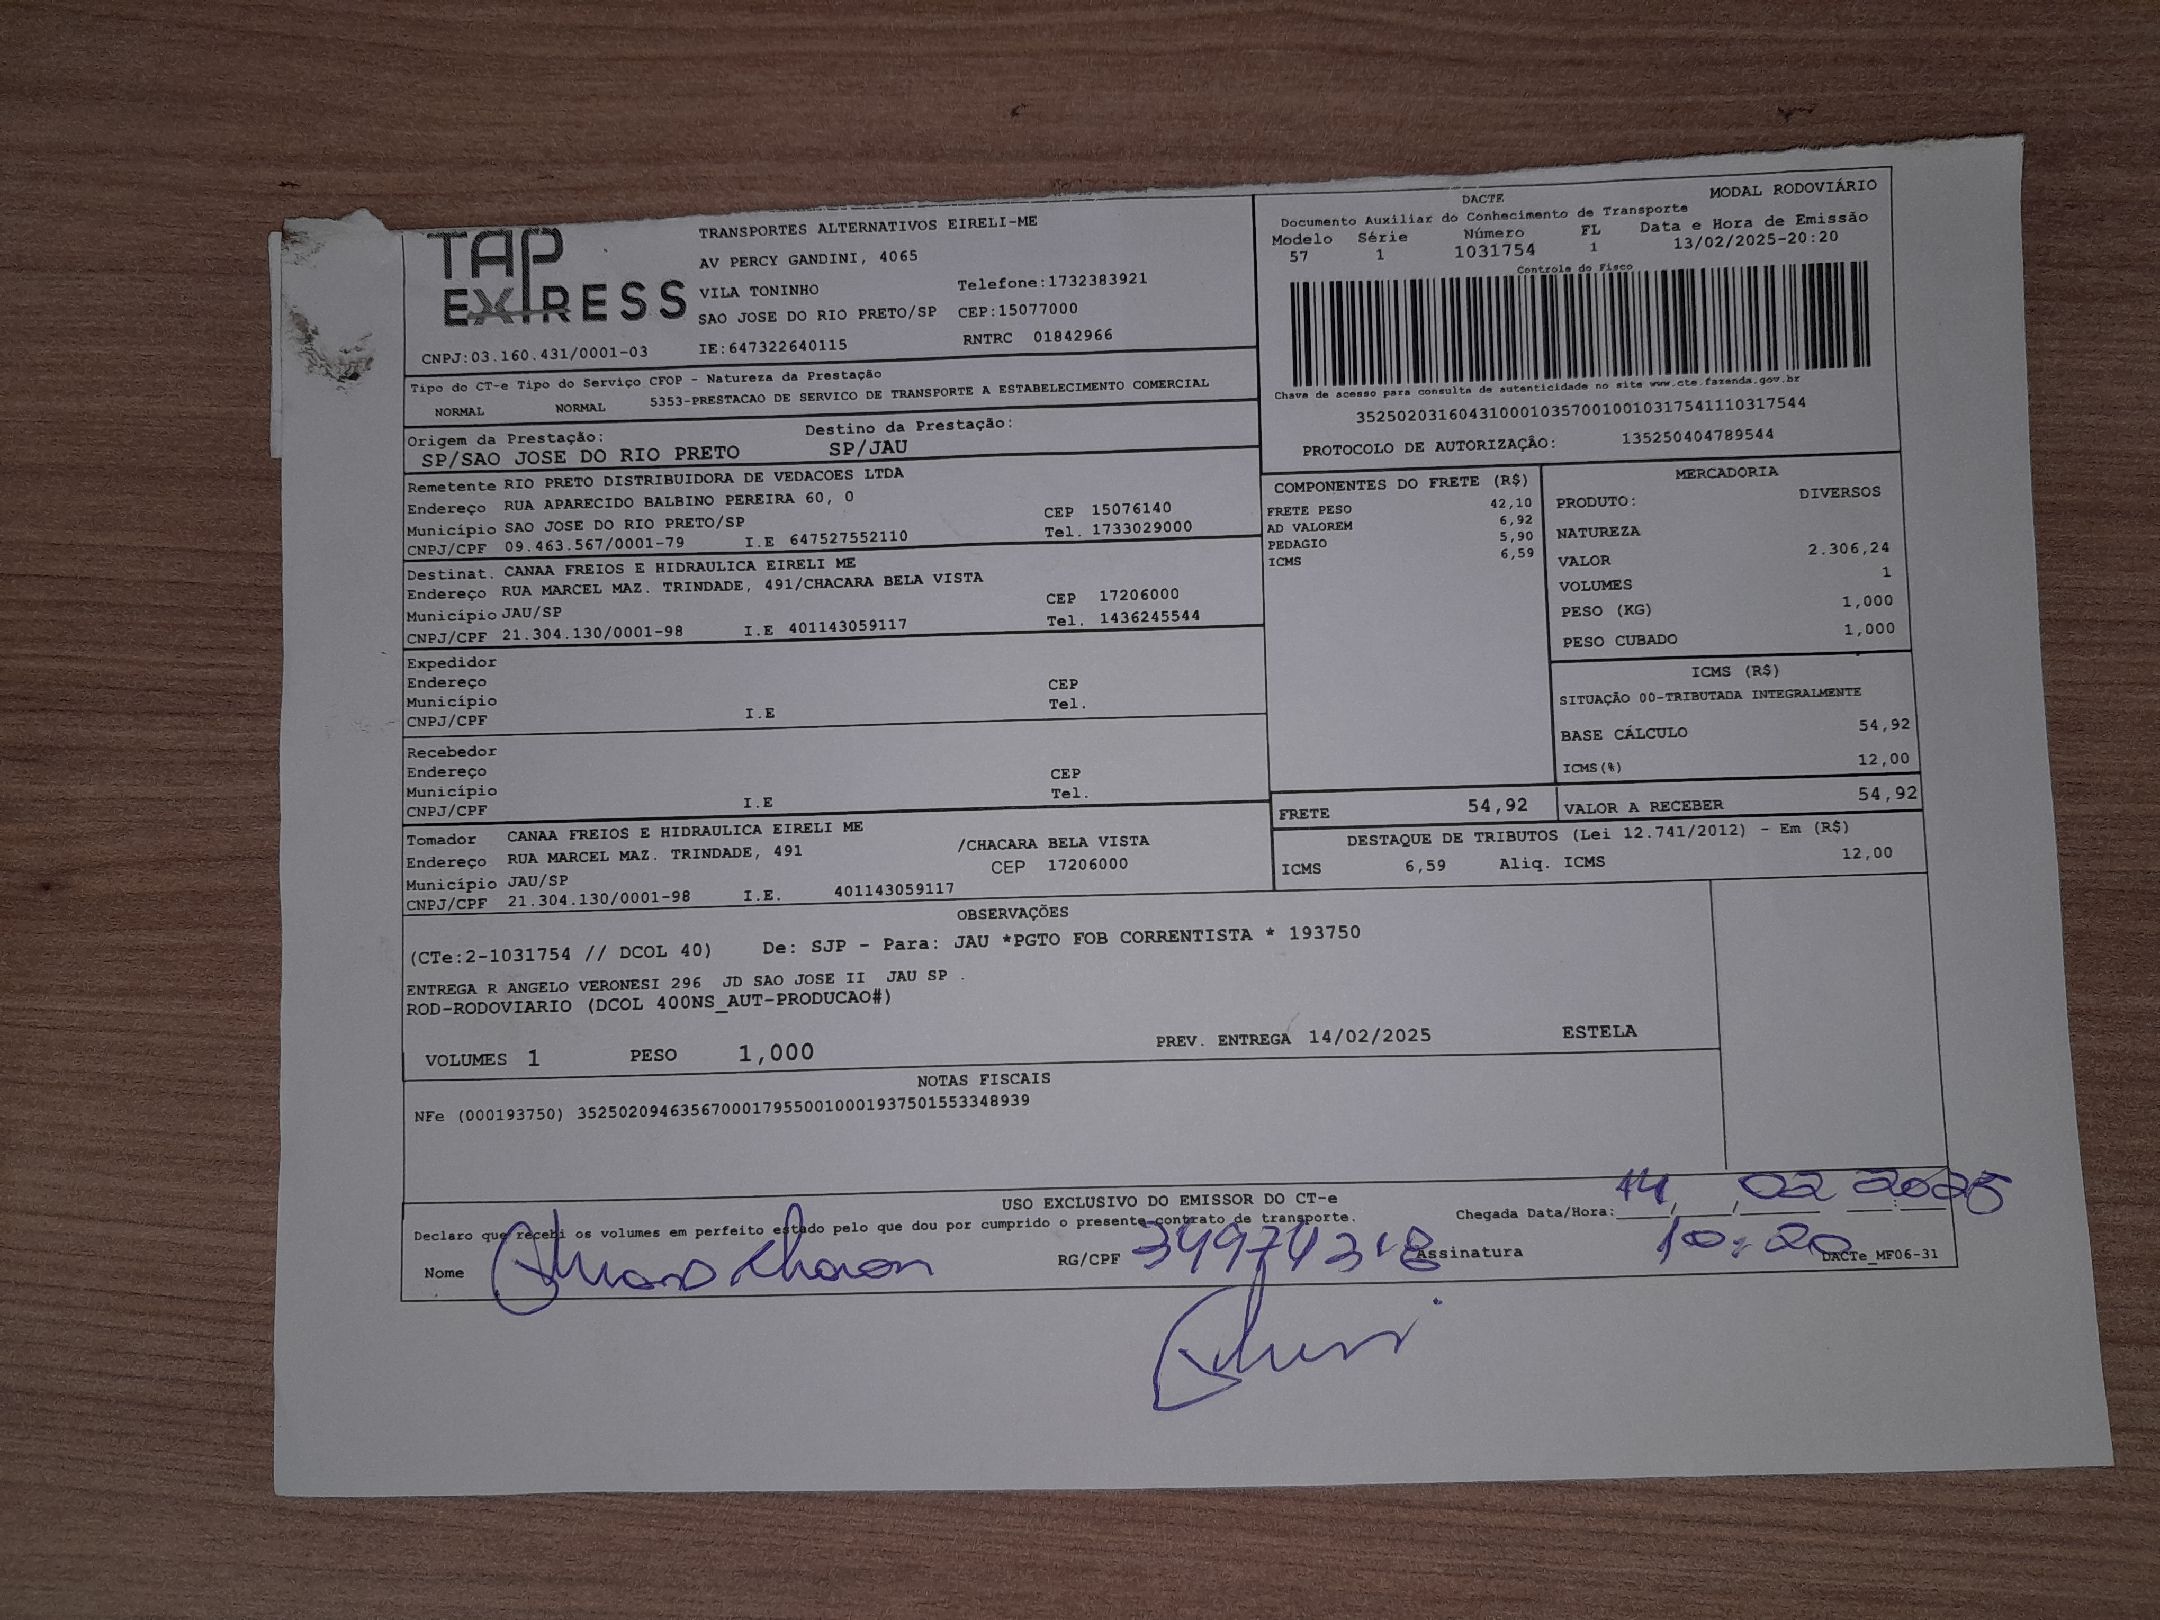 TAP
EXPRESS
CNPJ:03.160.431/0001-03
TRANSPORTES ALTERNATIVOS EIRELI-ME
AV PERCY GANDINI, 4065
VILA TONINHO Telefone:1732383921
SAO JOSE DO RIO PRETO/SP CEP:15077000
IE:647322640115 RNTRC 01842966
DACTE MODAL RODOVIÁRIO
Documento Auxiliar do Conhecimento de Transporte
Modelo Série Número FL Data e Hora de Emissão
57 1 1031754 1 13/02/2025-20:20
Controle do Fisco
Chave de acesso para consulta de autenticidade no site www.cte.fazenda.gov.br
35250203160431000103570010010317541110317544
PROTOCOLO DE AUTORIZAÇÃO: 135250404789544
Tipo do CT-e Tipo do Serviço CFOP - Natureza da Prestação
NORMAL NORMAL 5353-PRESTACAO DE SERVICO DE TRANSPORTE A ESTABELECIMENTO COMERCIAL
Origem da Prestação: Destino da Prestação:
SP/SAO JOSE DO RIO PRETO SP/JAU
Remetente RIO PRETO DISTRIBUIDORA DE VEDACOES LTDA
Endereço RUA APARECIDO BALBINO PEREIRA 60, 0 CEP 15076140
Município SAO JOSE DO RIO PRETO/SP Tel. 1733029000
CNPJ/CPF 09.463.567/0001-79 I.E 647527552110
Destinat. CANAA FREIOS E HIDRAULICA EIRELI ME
Endereço RUA MARCEL MAZ. TRINDADE, 491/CHACARA BELA VISTA CEP 17206000
Município JAU/SP Tel. 1436245544
CNPJ/CPF 21.304.130/0001-98 I.E 401143059117
Expedidor
Endereço CEP
Município Tel.
CNPJ/CPF I.E
Recebedor
Endereço CEP
Município Tel.
CNPJ/CPF I.E
Tomador CANAA FREIOS E HIDRAULICA EIRELI ME
Endereço RUA MARCEL MAZ. TRINDADE, 491 /CHACARA BELA VISTA
Município JAU/SP CEP 17206000
CNPJ/CPF 21.304.130/0001-98 I.E. 401143059117
COMPONENTES DO FRETE (R$)
FRETE PESO 42,10
AD VALOREM 6,92
PEDAGIO 5,90
ICMS 6,59
MERCADORIA
PRODUTO: DIVERSOS
NATUREZA
VALOR 2.306,24
VOLUMES 1
PESO (KG) 1,000
PESO CUBADO 1,000
ICMS (R$)
SITUAÇÃO 00-TRIBUTADA INTEGRALMENTE
BASE CÁLCULO 54,92
ICMS(%) 12,00
FRETE 54,92 VALOR A RECEBER 54,92
DESTAQUE DE TRIBUTOS (Lei 12.741/2012) - Em (R$)
ICMS 6,59 Aliq. ICMS 12,00
OBSERVAÇÕES
(CTe:2-1031754 // DCOL 40) De: SJP - Para: JAU *PGTO FOB CORRENTISTA * 193750
ENTREGA R ANGELO VERONESI 296 JD SAO JOSE II JAU SP .
ROD-RODOVIARIO (DCOL 400NS_AUT-PRODUCAO#)
VOLUMES 1 PESO 1,000 PREV. ENTREGA 14/02/2025 ESTELA
NOTAS FISCAIS
NFe (000193750) 35250209463567000179550010001937501553348939
USO EXCLUSIVO DO EMISSOR DO CT-e
Declaro que recebi os volumes em perfeito estado pelo que dou por cumprido o presente contrato de transporte.
Chegada Data/Hora: 14 02 2025
10:20
Nome RG/CPF Assinatura
DACTe_MF06-31